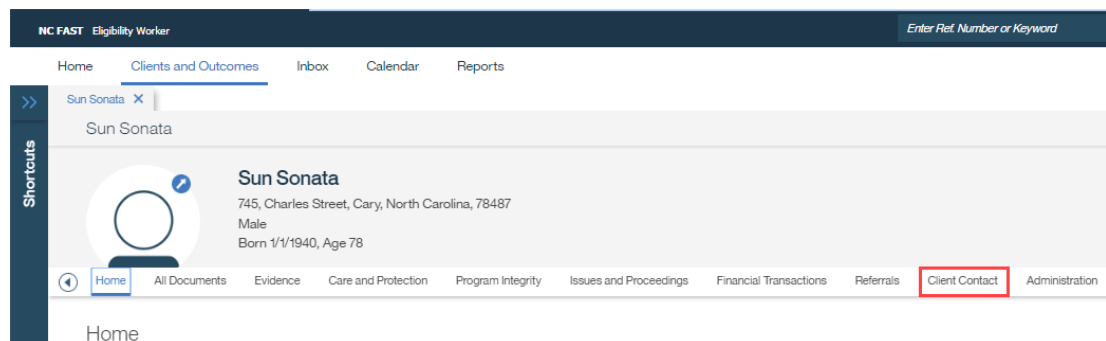 NC FAST Eligibility Worker Enter Ref. Number or Keyword
Home Clients and Outcomes Inbox Calendar Reports
Sun Sonata
Sun Sonata
Shortcuts
Sun Sonata
745, Charles Street, Cary, North Carolina, 78487
Male
Born 1/1/1940, Age 78
Home All Documents Evidence Care and Protection Program Integrity Issues and Proceedings Financial Transactions Referrals Client Contact Administration
Home